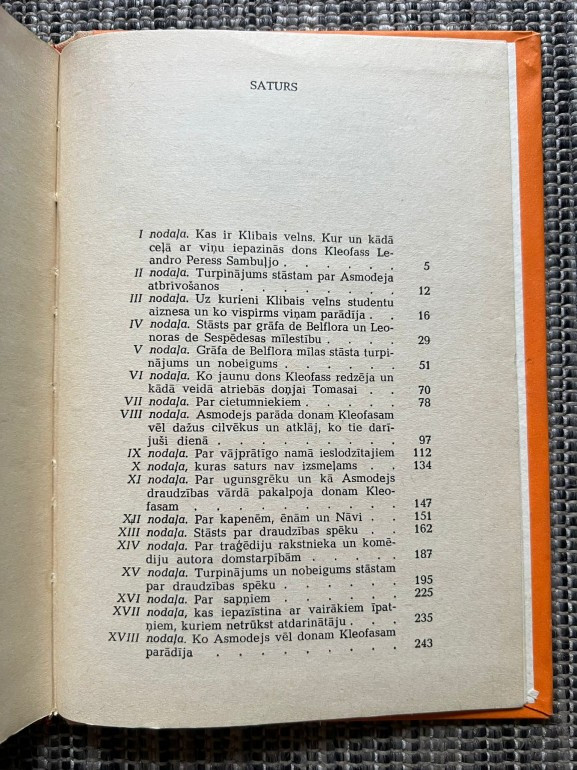 SATURS
I nodaļa. Kas ir Klibais velns. Kur un kādā
ceļā ar viņu iepazinās dons Kleofass Le-
andro Peress Sambuļjo . . . . . . 5
II nodaļa. Turpinājums stāstam par Asmodeja
atbrīvošanos . . . . . . . . 12
III nodaļa. Uz kurieni Klibais velns studentu
aiznesa un ko vispirms viņam parādīja . . 16
IV nodaļa. Stāsts par grāfa de Belflora un Leo-
noras de Sespēdesas mīlestību . . . . 29
V nodaļa. Grāfa de Belflora mīlas stāsta turpi-
nājums un nobeigums . . . . . . 51
VI nodaļa. Ko jaunu dons Kleofass redzēja un
kādā veidā atriebās doņjai Tomasai . . . 70
VII nodaļa. Par cietumniekiem . . . . . 78
VIII nodaļa. Asmodejs parāda donam Kleofasam
vēl dažus cilvēkus un atklāj, ko tie darī-
juši dienā . . . . . . . . . 97
IX nodaļa. Par vājprātīgo namā ieslodzītajiem 112
X nodaļa, kuras saturs nav izsmeļams . . 134
XI nodaļa. Par ugunsgrēku un kā Asmodejs
draudzības vārdā pakalpoja donam Kleo-
fasam . . . . . . . . . . 147
XII nodaļa. Par kapenēm, ēnām un Nāvi . . 151
XIII nodaļa. Stāsts par draudzības spēku . . 162
XIV nodaļa. Par traģēdiju rakstnieka un komē-
diju autora domstarpībām . . . . . 187
XV nodaļa. Turpinājums un nobeigums stāstam
par draudzības spēku . . . . . . 195
XVI nodaļa. Par sapņiem . . . . . . 225
XVII nodaļa, kas iepazīstina ar vairākiem īpat-
ņiem, kuriem netrūkst atdarinātāju . . . 235
XVIII nodaļa. Ko Asmodejs vēl donam Kleofasam
parādīja . . . . . . . . 243